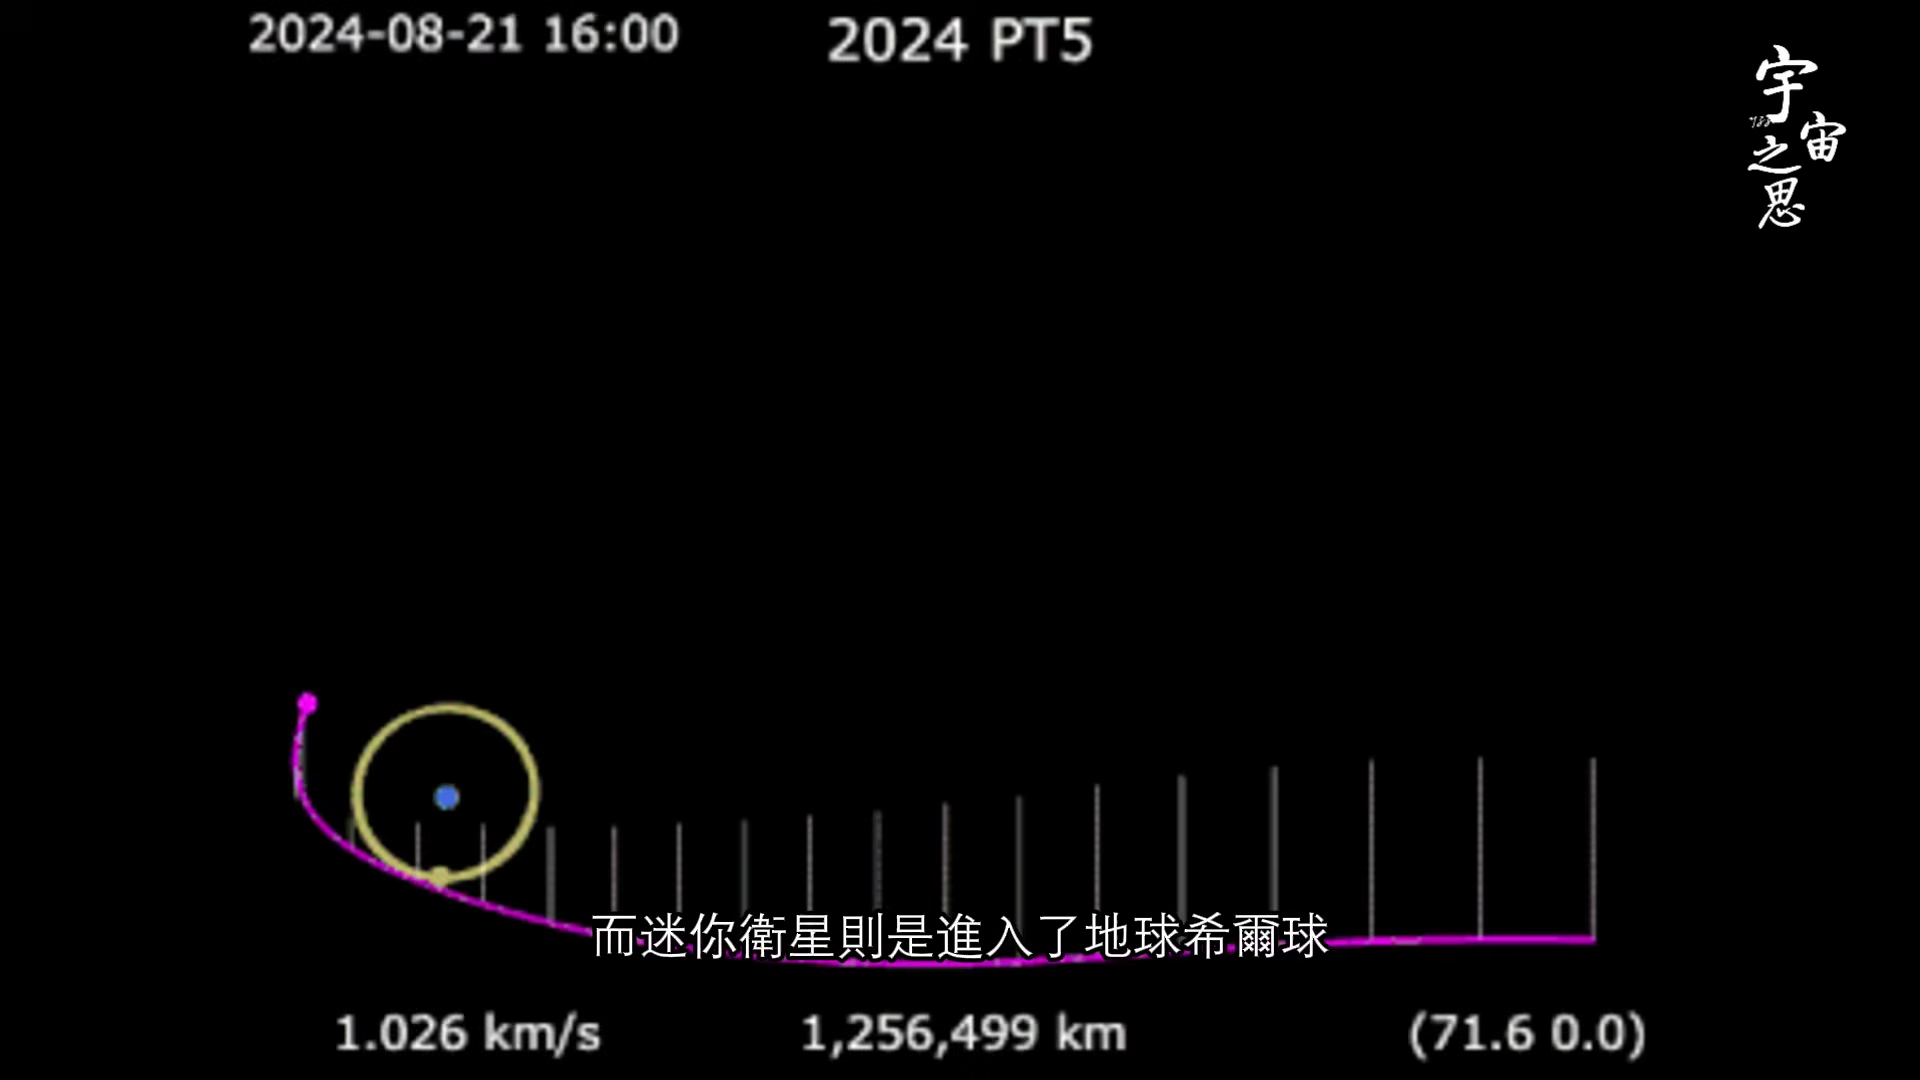 2024-08-21 16:00
2024 PT5
宇宙之思
而迷你衛星則是進入了地球希爾球
1.026 km/s
1,256,499 km
(71.6 0.0)